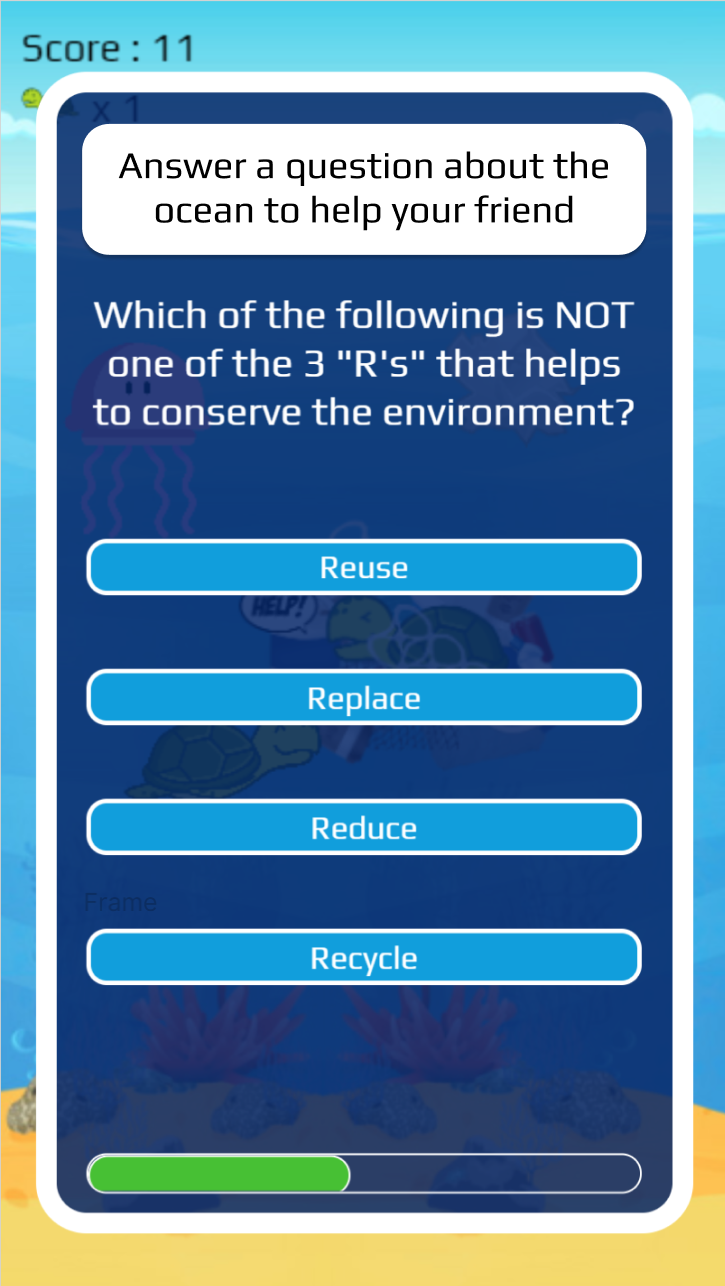 Score : 11
x 1
Answer a question about the
ocean to help your friend
Which of the following is NOT
one of the 3 "R's" that helps
to conserve the environment?
Reuse
HELP!
Replace
Reduce
Frame
Recycle